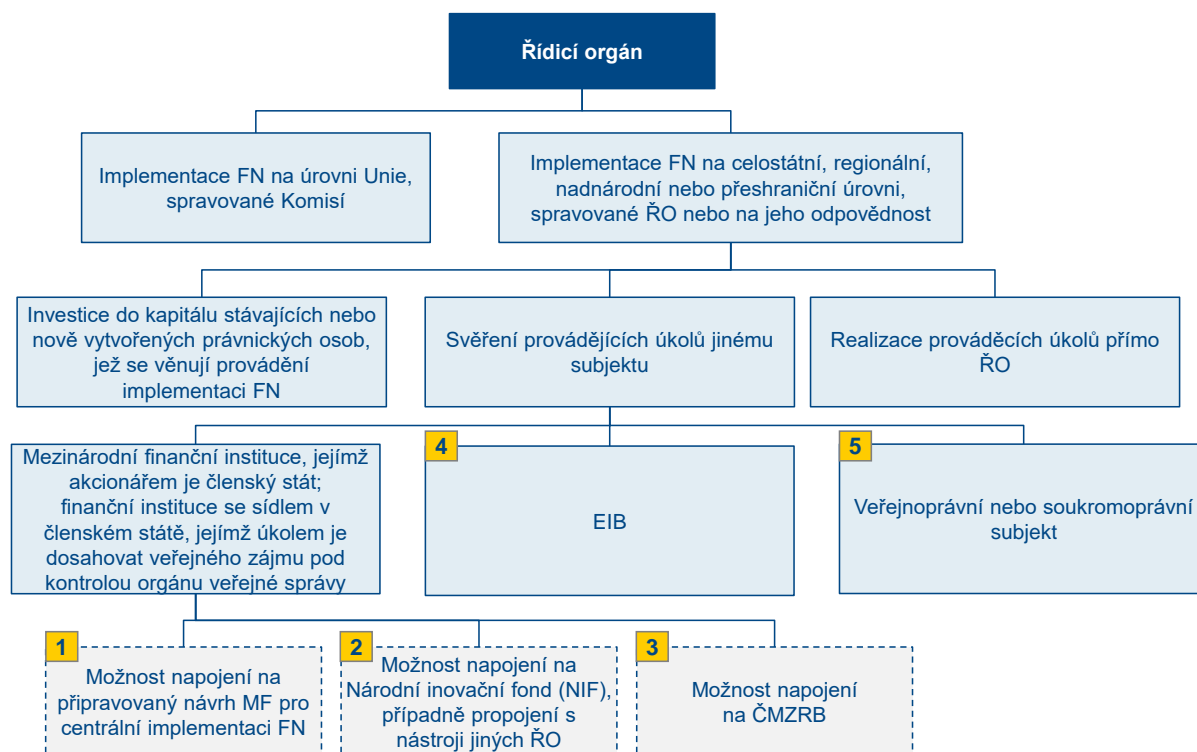 Řídicí orgán
Implementace FN na úrovni Unie,
spravované Komisí
Implementace FN na celostátní, regionální,
nadnárodní nebo přeshraniční úrovni,
spravované ŘO nebo na jeho odpovědnost
Investice do kapitálu stávajících nebo
nově vytvořených právnických osob,
jež se věnují provádění
implementaci FN
Svěření provádějících úkolů jinému
subjektu
Realizace prováděcích úkolů přímo
ŘO
Mezinárodní finanční instituce, jejímž
akcionářem je členský stát;
finanční instituce se sídlem v
členském státě, jejímž úkolem je
dosahovat veřejného zájmu pod
kontrolou orgánu veřejné správy
4
EIB
5
Veřejnoprávní nebo soukromoprávní
subjekt
1
Možnost napojení na
připravovaný návrh MF pro
centrální implementaci FN
2
Možnost napojení na
Národní inovační fond (NIF),
případně propojení s
nástroji jiných ŘO
3
Možnost napojení
na ČMZRB